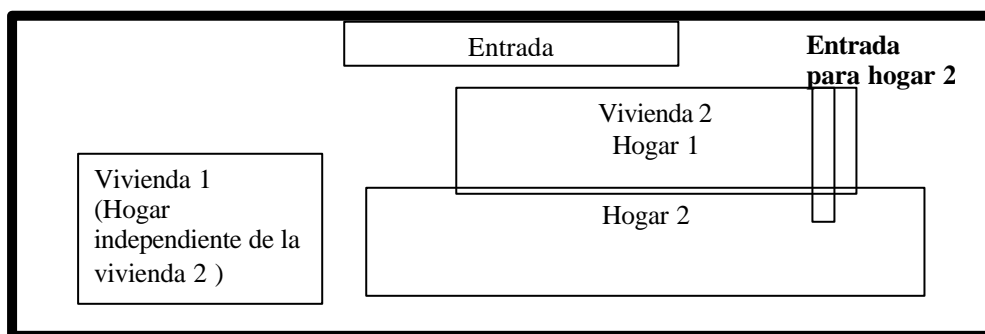 Entrada
Entrada
para hogar 2
Vivienda 2
Hogar 1
Vivienda 1
(Hogar
independiente de la
vivienda 2 )
Hogar 2